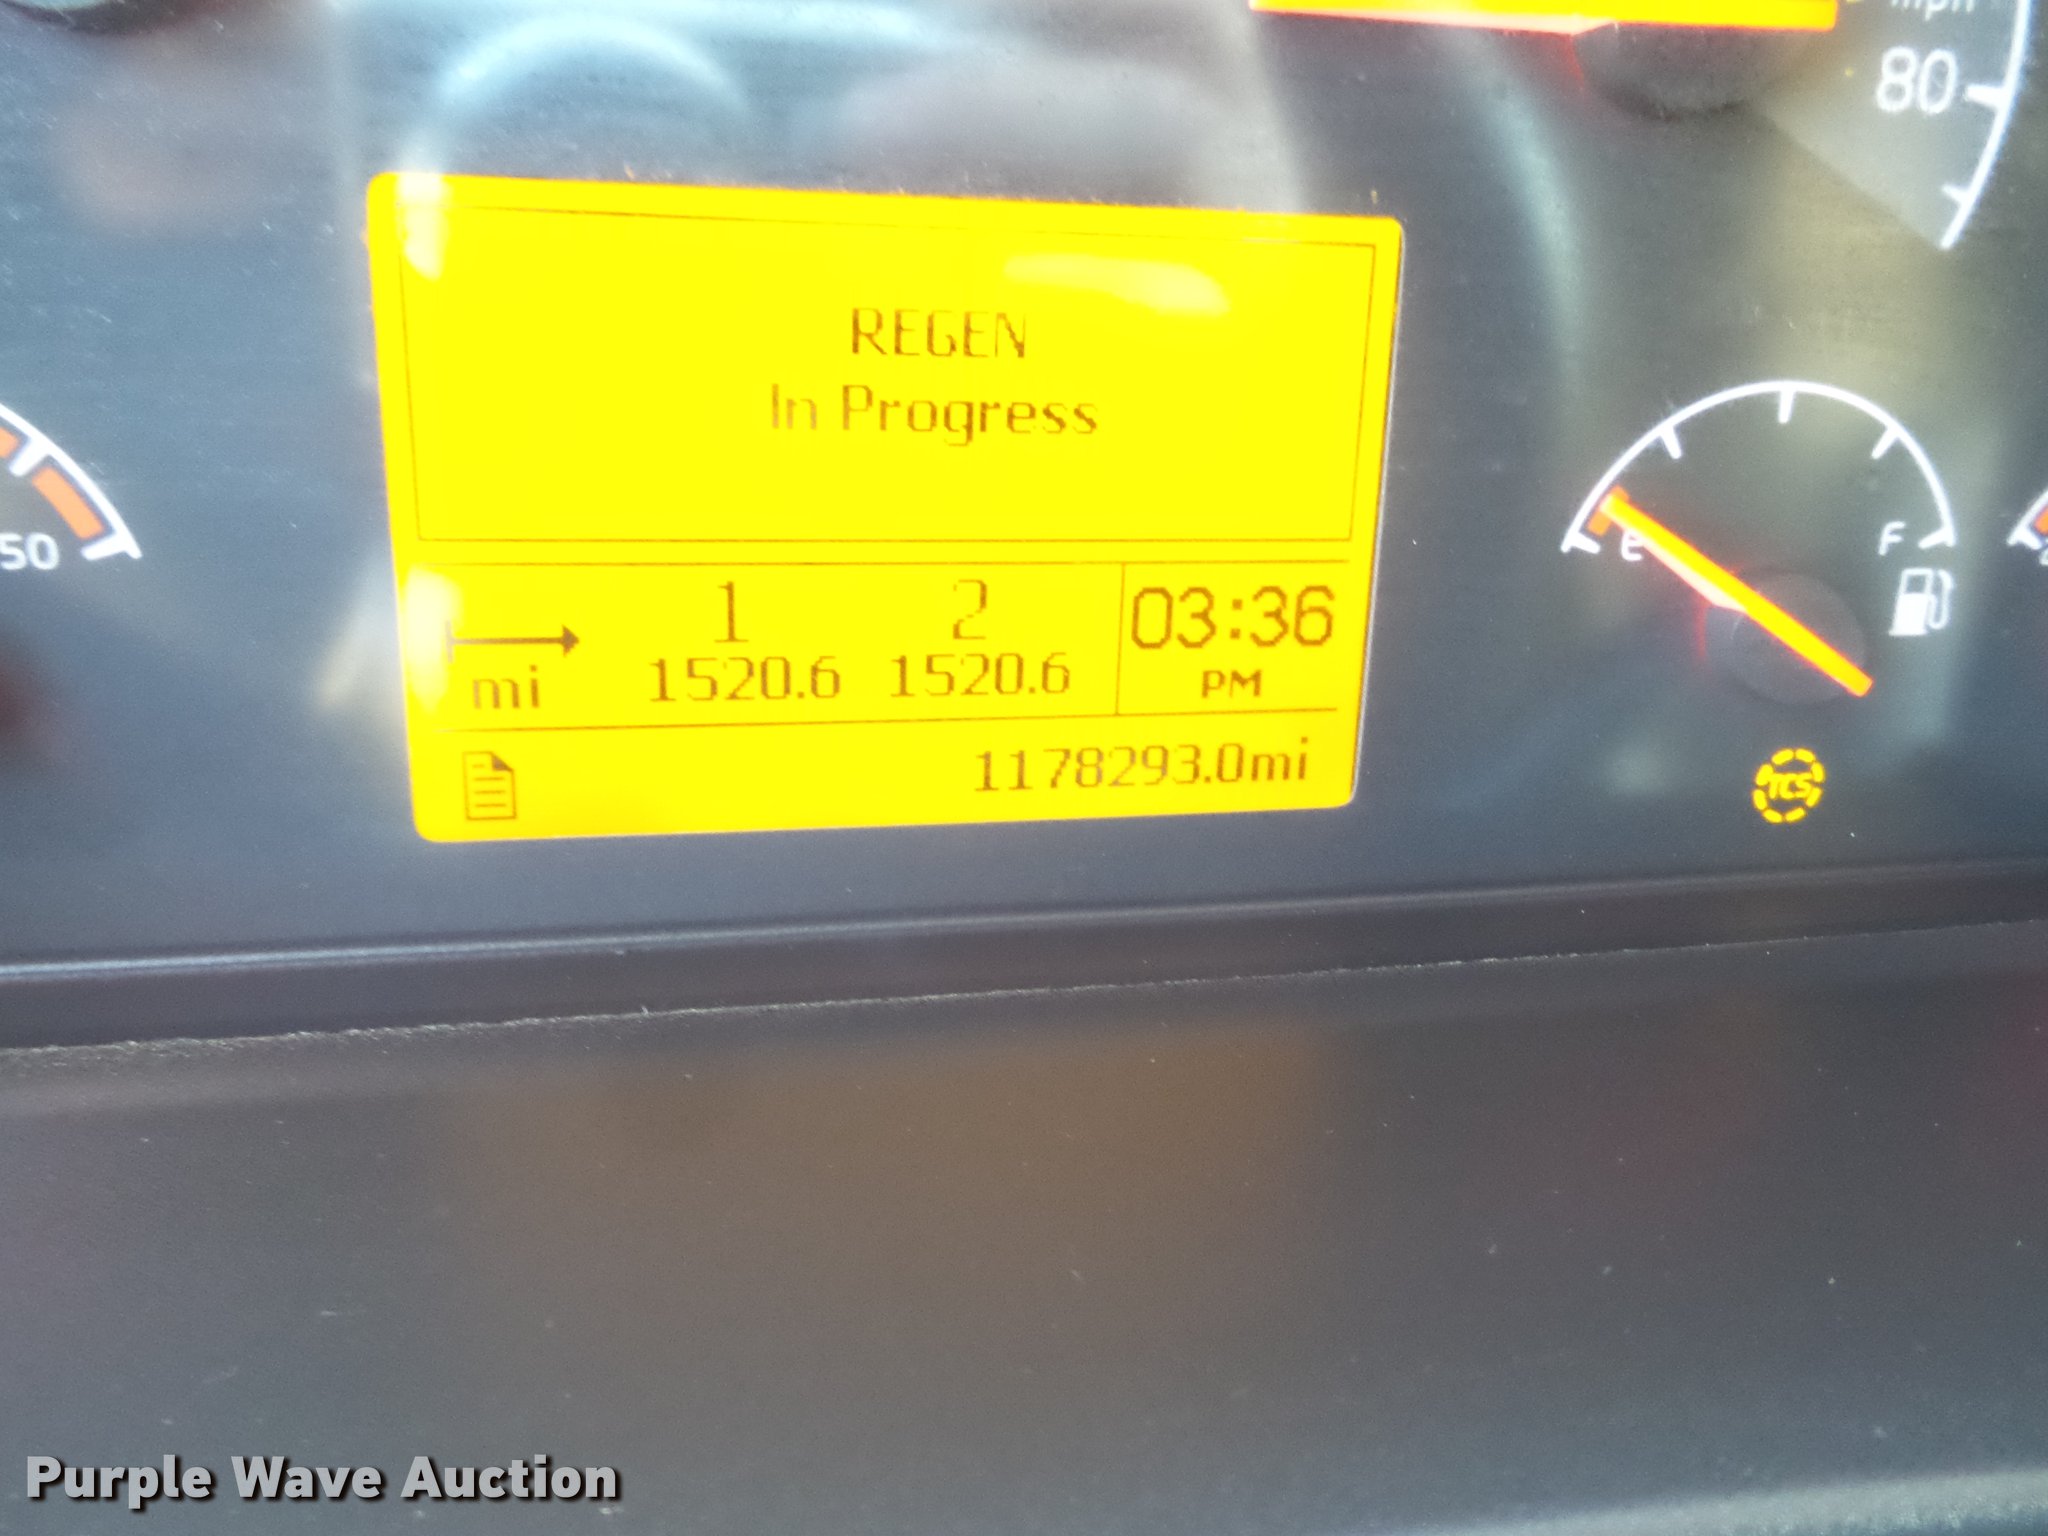 mph
80
REGEN
In Progress
50
E
F
1 2
03:36
mi 1520.6 1520.6
PM
1178293.0mi
TCS
Purple Wave Auction